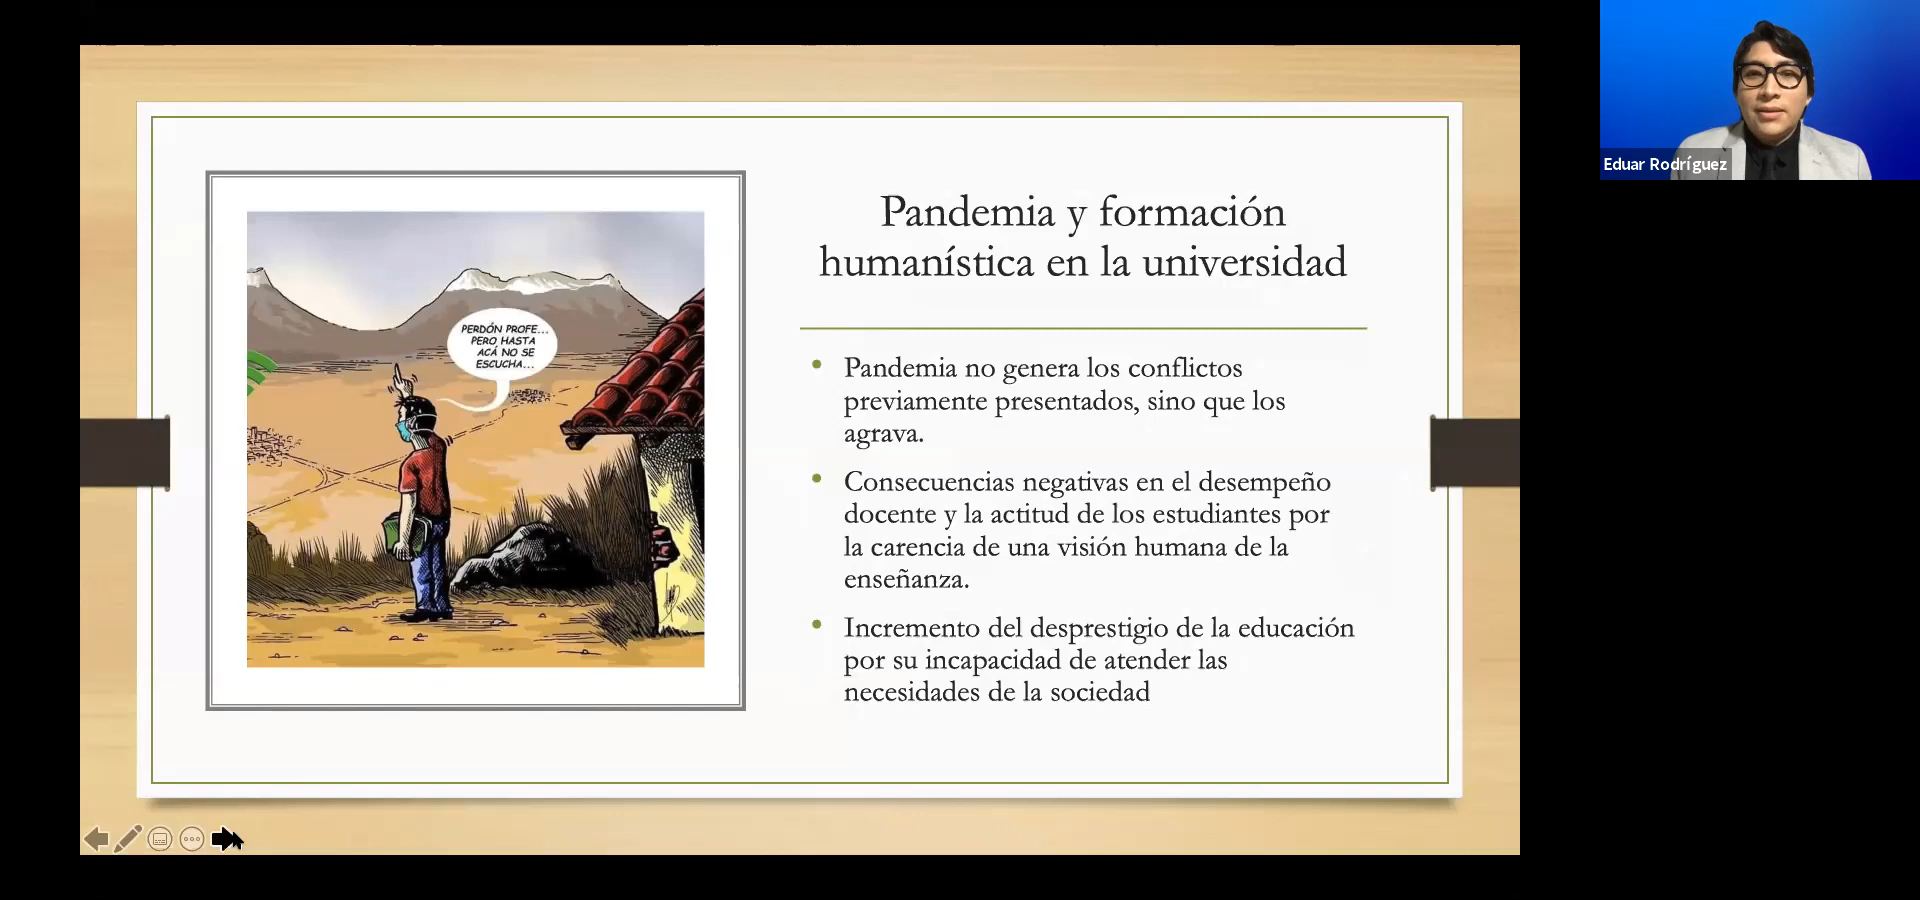 Eduar Rodríguez
Pandemia y formación
humanística en la universidad
PERDÓN PROFE...
PERO HASTA
ACÁ NO SE
ESCUCHA...
• Pandemia no genera los conflictos
previamente presentados, sino que los
agrava.
• Consecuencias negativas en el desempeño
docente y la actitud de los estudiantes por
la carencia de una visión humana de la
enseñanza.
• Incremento del desprestigio de la educación
por su incapacidad de atender las
necesidades de la sociedad